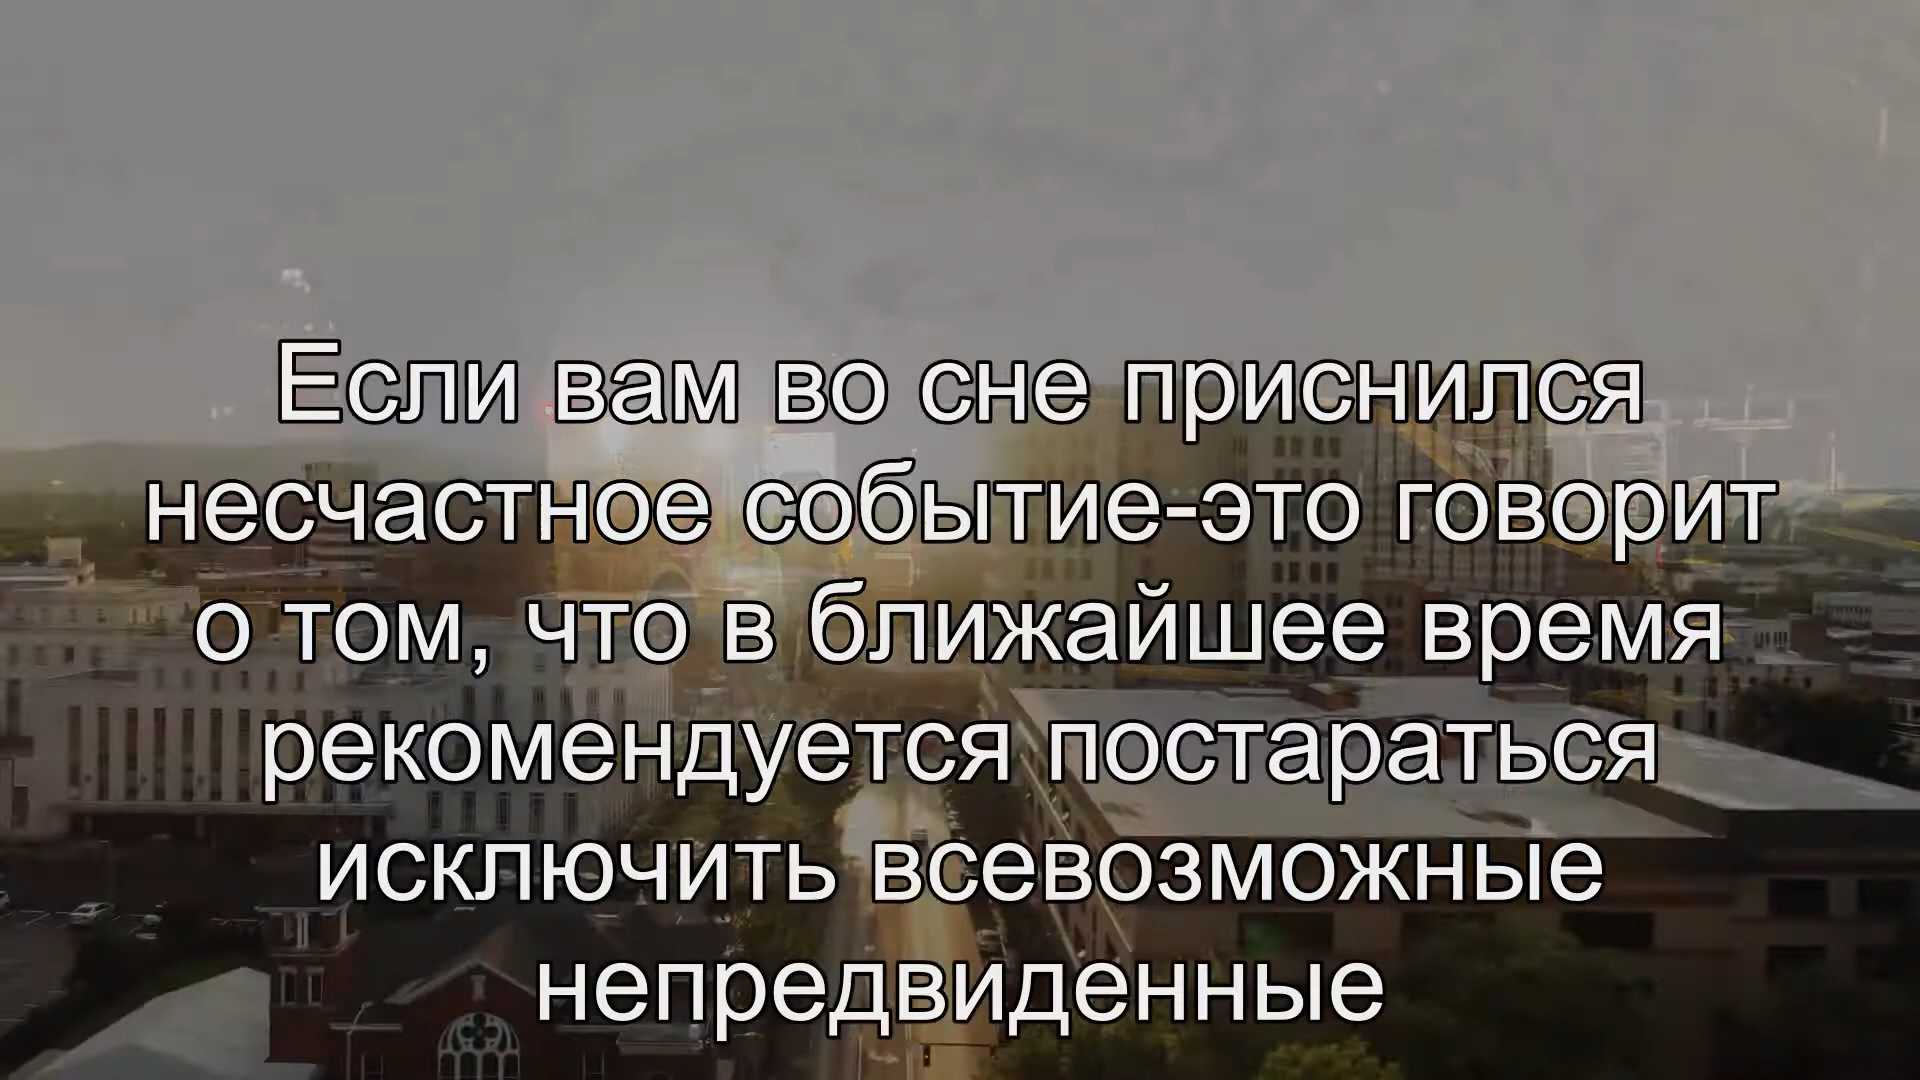 Если вам во сне приснился
несчастное событие-это говорит
о том, что в ближайшее время
рекомендуется постараться
исключить всевозможные
непредвиденные